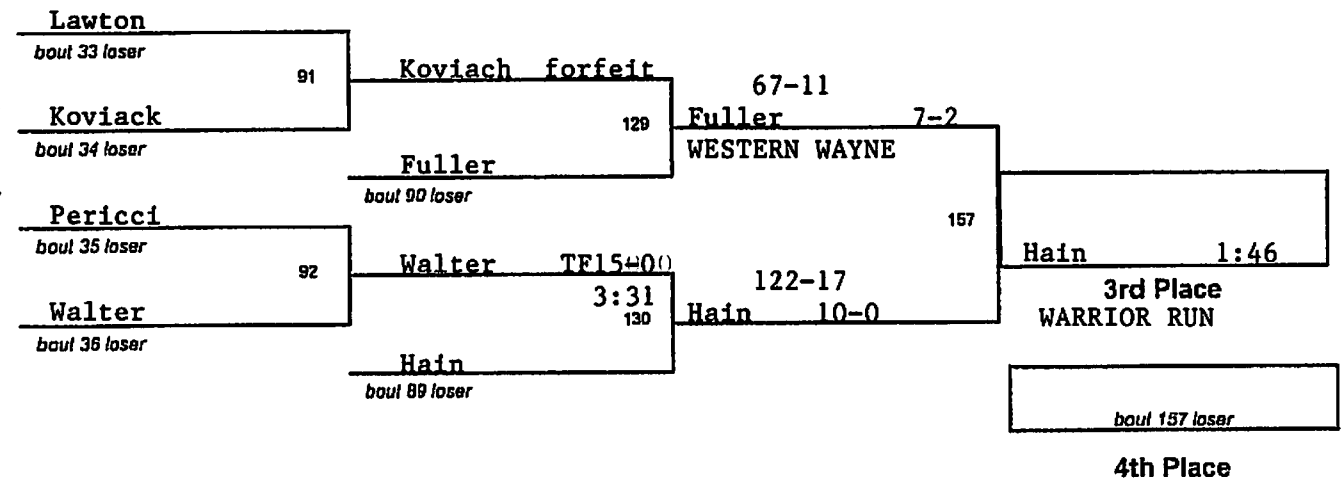 Lawton
bout 33 loser
91
Koviach forfeit
67-11
Koviack
bout 34 loser
129
Fuller 7-2
WESTERN WAYNE
Fuller
bout 90 loser
Pericci
bout 35 loser
157
92
Walter TF15-0
3:31
122-17
Hain 1:46
3rd Place
WARRIOR RUN
Walter
bout 36 loser
130
Hain 10-0
Hain
bout 89 loser
bout 157 loser
4th Place